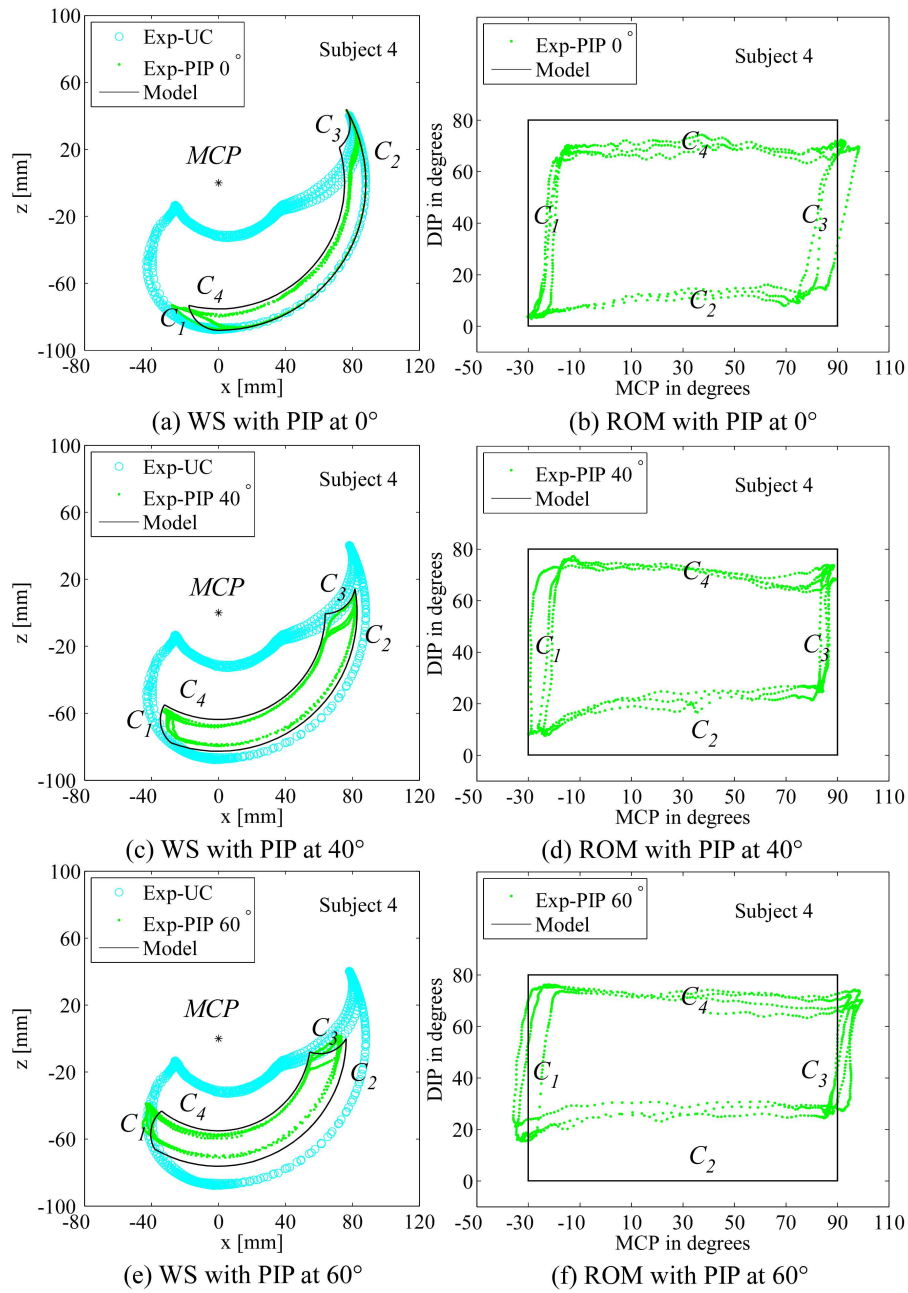 100
80
60
40
20
0
-20
-60
-100
z [mm]
Exp-UC
Exp-PIP 0°
Model
Subject 4
MCP
*
C3
C2
C4
C1
-80
-40
0
40
80
120
x [mm]
(a) WS with PIP at 0°
Exp-PIP 0°
Model
Subject 4
80
60
40
20
0
DIP in degrees
C4
C1
C3
C2
-50
-30
-10
10
30
50
70
90
110
MCP in degrees
(b) ROM with PIP at 0°
100
60
20
-20
-60
-100
z [mm]
Exp-UC
Exp-PIP 40°
Model
Subject 4
MCP
*
C3
C2
C4
C1
-80
-40
0
40
80
120
x [mm]
(c) WS with PIP at 40°
Exp-PIP 40°
Model
Subject 4
80
60
40
20
0
DIP in degrees
C4
C1
C3
C2
-50
-30
-10
10
30
50
70
90
110
MCP in degrees
(d) ROM with PIP at 40°
100
60
20
-20
-60
-100
z [mm]
Exp-UC
Exp-PIP 60°
Model
Subject 4
MCP
*
C3
C2
C4
C1
-80
-40
0
40
80
120
x [mm]
(e) WS with PIP at 60°
Exp-PIP 60°
Model
Subject 4
80
60
40
20
0
DIP in degrees
C4
C1
C3
C2
-50
-30
-10
10
30
50
70
90
110
MCP in degrees
(f) ROM with PIP at 60°